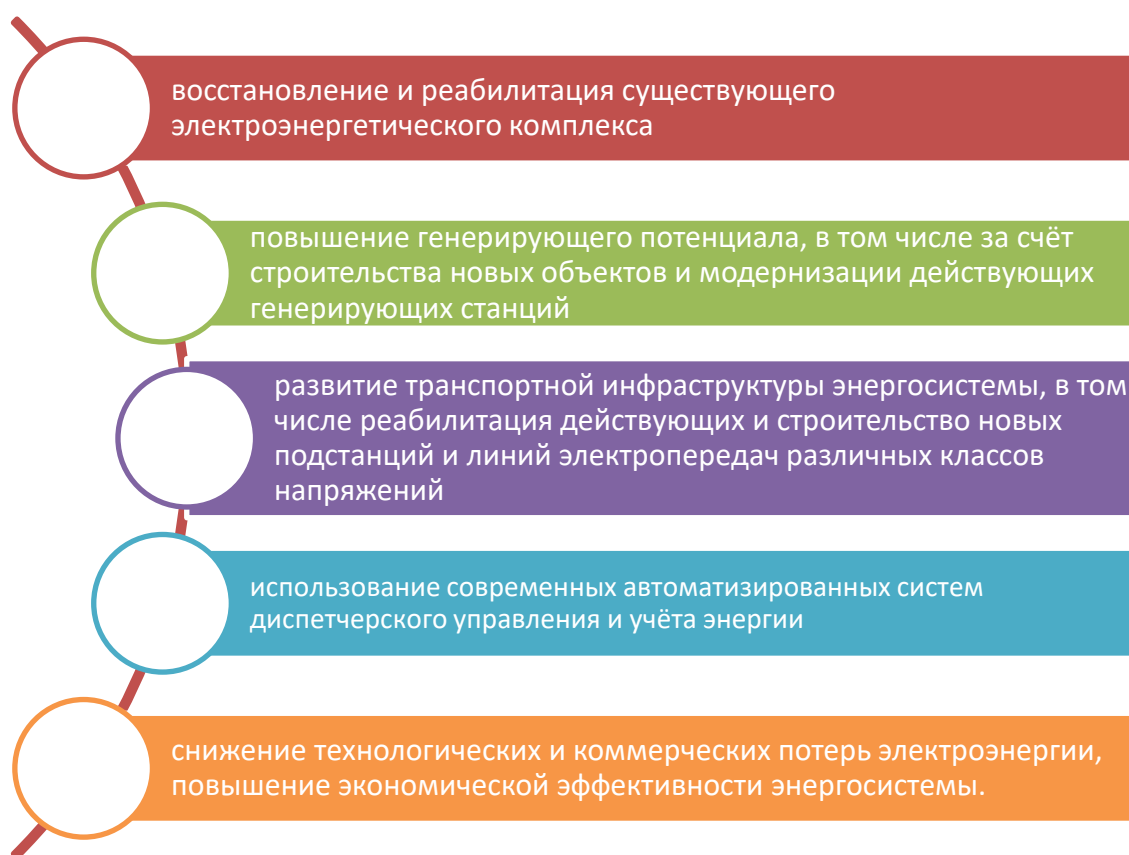 восстановление и реабилитация существующего
электроэнергетического комплекса
повышение генерирующего потенциала, в том числе за счёт
строительства новых объектов и модернизации действующих
генерирующих станций
развитие транспортной инфраструктуры энергосистемы, в том
числе реабилитация действующих и строительство новых
подстанций и линий электропередач различных классов
напряжений
использование современных автоматизированных систем
диспетчерского управления и учёта энергии
снижение технологических и коммерческих потерь электроэнергии,
повышение экономической эффективности энергосистемы.